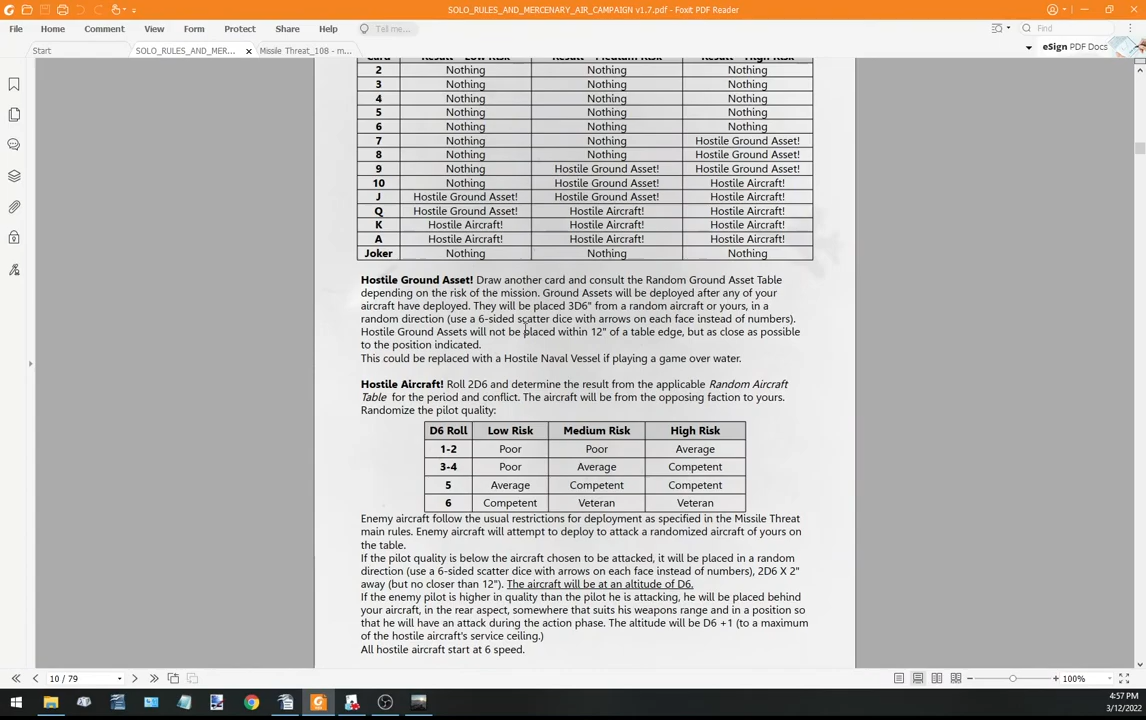 SOLO_RULES_AND_MERCENARY_AIR_CAMPAIGN v1.7.pdf - Foxit PDF Reader
File Home Comment View Form Protect Share Help Tell me... Find
Start SOLO_RULES_AND_MER... Missile Threat_108 - m... eSign PDF Docs
Card Result - Low Risk Result - Medium Risk Result - High Risk
2 Nothing Nothing Nothing
3 Nothing Nothing Nothing
4 Nothing Nothing Nothing
5 Nothing Nothing Nothing
6 Nothing Nothing Nothing
7 Nothing Nothing Hostile Ground Asset!
8 Nothing Nothing Hostile Ground Asset!
9 Nothing Hostile Ground Asset! Hostile Ground Asset!
10 Nothing Hostile Ground Asset! Hostile Aircraft!
J Hostile Ground Asset! Hostile Ground Asset! Hostile Aircraft!
Q Hostile Ground Asset! Hostile Aircraft! Hostile Aircraft!
K Hostile Aircraft! Hostile Aircraft! Hostile Aircraft!
A Hostile Aircraft! Hostile Aircraft! Hostile Aircraft!
Joker Nothing Nothing Nothing
Hostile Ground Asset! Draw another card and consult the Random Ground Asset Table
depending on the risk of the mission. Ground Assets will be deployed after any of your
aircraft have deployed. They will be placed 3D6" from a random aircraft or yours, in a
random direction (use a 6-sided scatter dice with arrows on each face instead of numbers).
Hostile Ground Assets will not be placed within 12" of a table edge, but as close as possible
to the position indicated.
This could be replaced with a Hostile Naval Vessel if playing a game over water.
Hostile Aircraft! Roll 2D6 and determine the result from the applicable Random Aircraft
Table for the period and conflict. The aircraft will be from the opposing faction to yours.
Randomize the pilot quality:
D6 Roll Low Risk Medium Risk High Risk
1-2 Poor Poor Average
3-4 Poor Average Competent
5 Average Competent Competent
6 Competent Veteran Veteran
Enemy aircraft follow the usual restrictions for deployment as specified in the Missile Threat
main rules. Enemy aircraft will attempt to deploy to attack a randomized aircraft of yours on
the table.
If the pilot quality is below the aircraft chosen to be attacked, it will be placed in a random
direction (use a 6-sided scatter dice with arrows on each face instead of numbers), 2D6 X 2"
away (but no closer than 12"). The aircraft will be at an altitude of D6.
If the enemy pilot is higher in quality than the pilot he is attacking, he will be placed behind
your aircraft, in the rear aspect, somewhere that suits his weapons range and in a position so
that he will have an attack during the action phase. The altitude will be D6 +1 (to a maximum
of the hostile aircraft's service ceiling.)
All hostile aircraft start at 6 speed.
10 / 79 100%
4:57 PM
3/12/2022